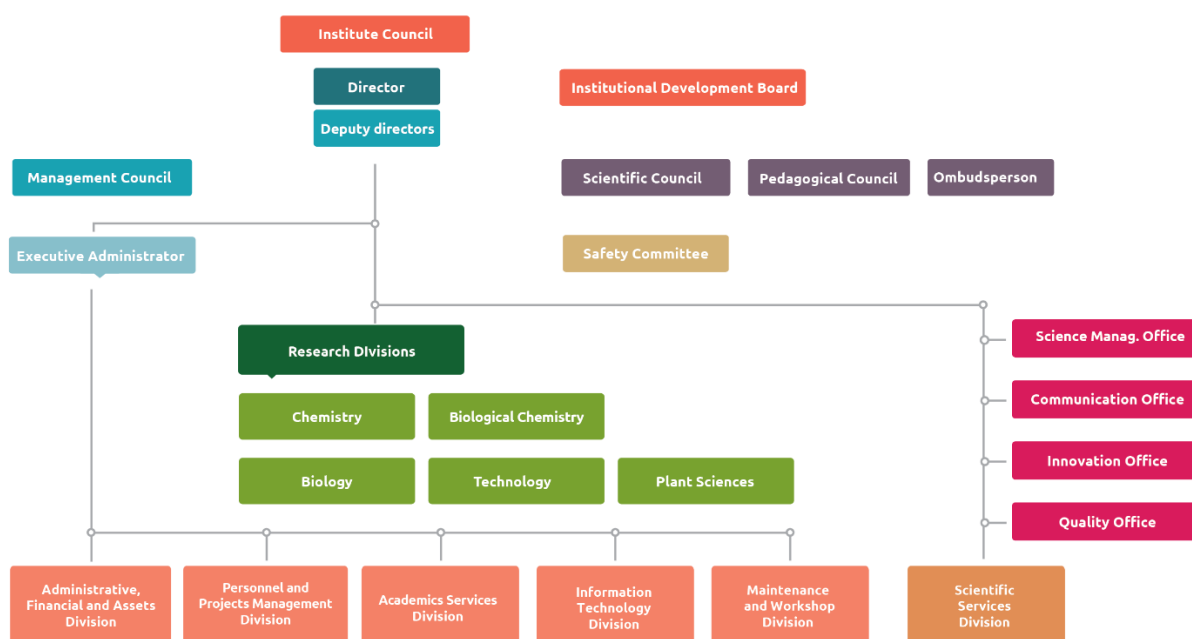 Institute Council
Director
Institutional Development Board
Deputy directors
Management Council
Scientific Council
Pedagogical Council
Ombudsperson
Executive Administrator
Safety Committee
Science Manag. Office
Research DIvisions
Communication Office
Chemistry
Biological Chemistry
Innovation Office
Biology
Technology
Plant Sciences
Quality Office
Administrative,
Financial and Assets
Division
Personnel and
Projects Management
Division
Academics Services
Division
Information
Technology
Division
Maintenance
and Workshop
Division
Scientific
Services
Division